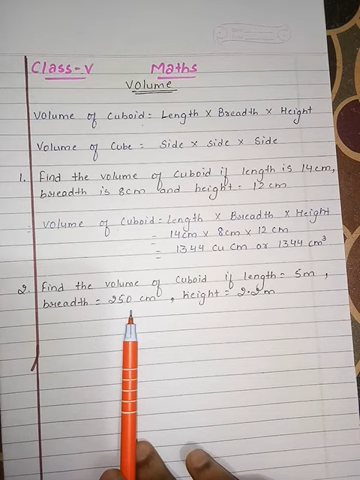 Class-V Maths
Volume
Volume of Cuboid = Length × Breadth × Height
Volume of Cube = Side × Side × Side
1. Find the volume of Cuboid if length is 14cm,
breadth is 8cm and height = 12cm
Volume of Cuboid = Length × Breadth × Height
= 14cm × 8cm × 12 cm
= 1344 Cu Cm or 1344 cm³
2. Find the volume of Cuboid if length = 5m,
breadth = 250 cm, height = 2.2m